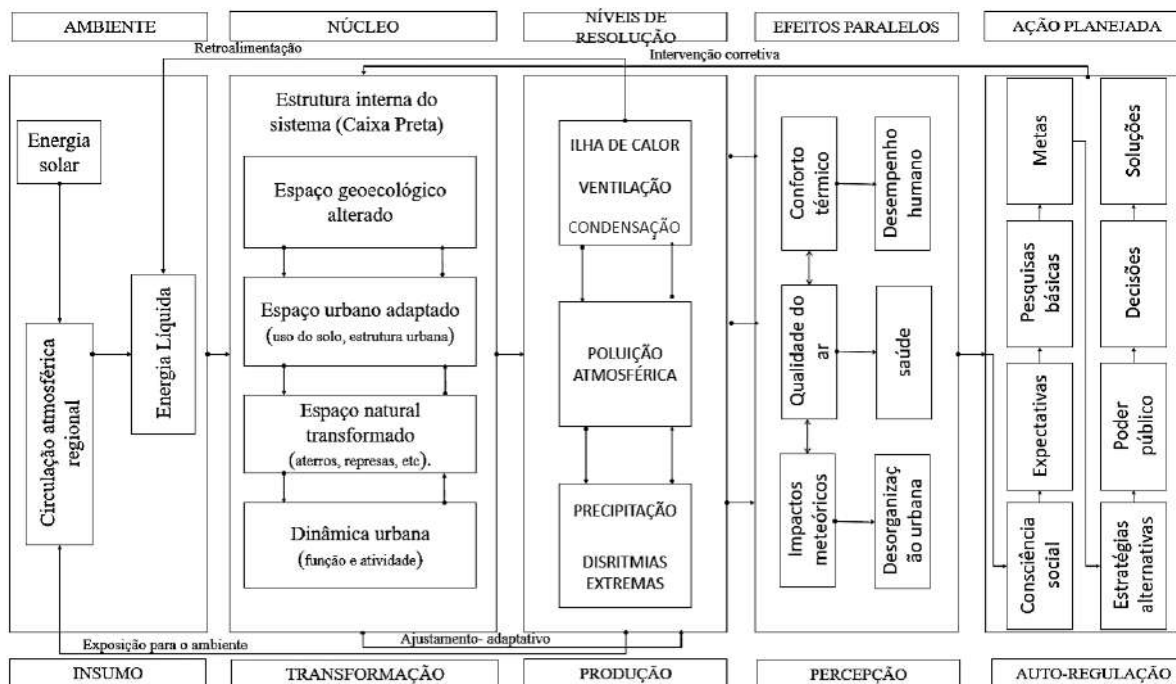 AMBIENTE
NÚCLEO
NÍVEIS DE
RESOLUÇÃO
EFEITOS PARALELOS
AÇÃO PLANEJADA
Retroalimentação
Intervenção corretiva
Energia
solar
Circulação atmosférica
regional
Energia Líquida
Estrutura interna do
sistema (Caixa Preta)
Espaço geoecológico
alterado
Espaço urbano adaptado
(uso do solo, estrutura urbana)
Espaço natural
transformado
(aterros, represas, etc).
Dinâmica urbana
(função e atividade)
ILHA DE CALOR
VENTILAÇÃO
CONDENSAÇÃO
POLUIÇÃO
ATMOSFÉRICA
PRECIPITAÇÃO
DISRITMIAS
EXTREMAS
Conforto
térmico
Desempenho
humano
Qualidade do
ar
saúde
Impactos
meteóricos
Desorganizaç
ão urbana
Metas
Pesquisas
básicas
Expectativas
Consciência
social
Soluções
Decisões
Poder
público
Estratégias
alternativas
Exposição para o ambiente
Ajustamento- adaptativo
INSUMO
TRANSFORMAÇÃO
PRODUÇÃO
PERCEPÇÃO
AUTO-REGULAÇÃO